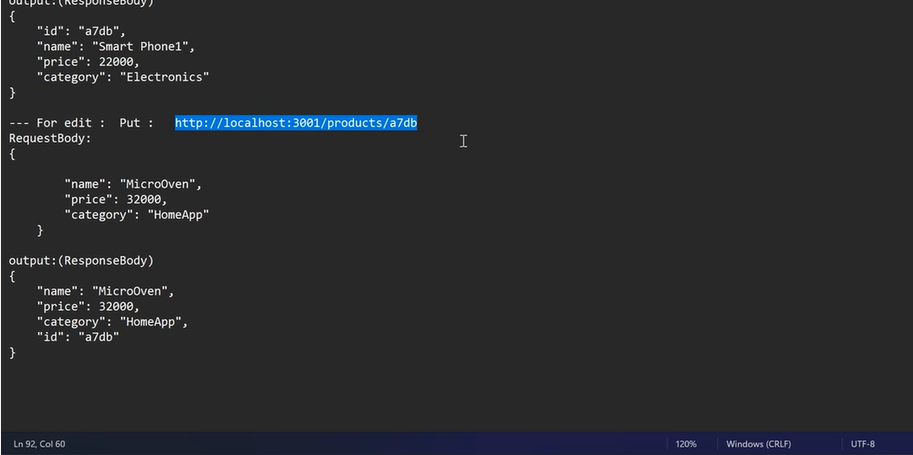 output:(ResponseBody)
{
    "id": "a7db",
    "name": "Smart Phone1",
    "price": 22000,
    "category": "Electronics"
}
--- For edit :  Put :   http://localhost:3001/products/a7db
RequestBody:
{
        "name": "MicroOven",
        "price": 32000,
        "category": "HomeApp"
    }
output:(ResponseBody)
{
    "name": "MicroOven",
    "price": 32000,
    "category": "HomeApp",
    "id": "a7db"
}
Ln 92, Col 60 120% Windows (CRLF) UTF-8